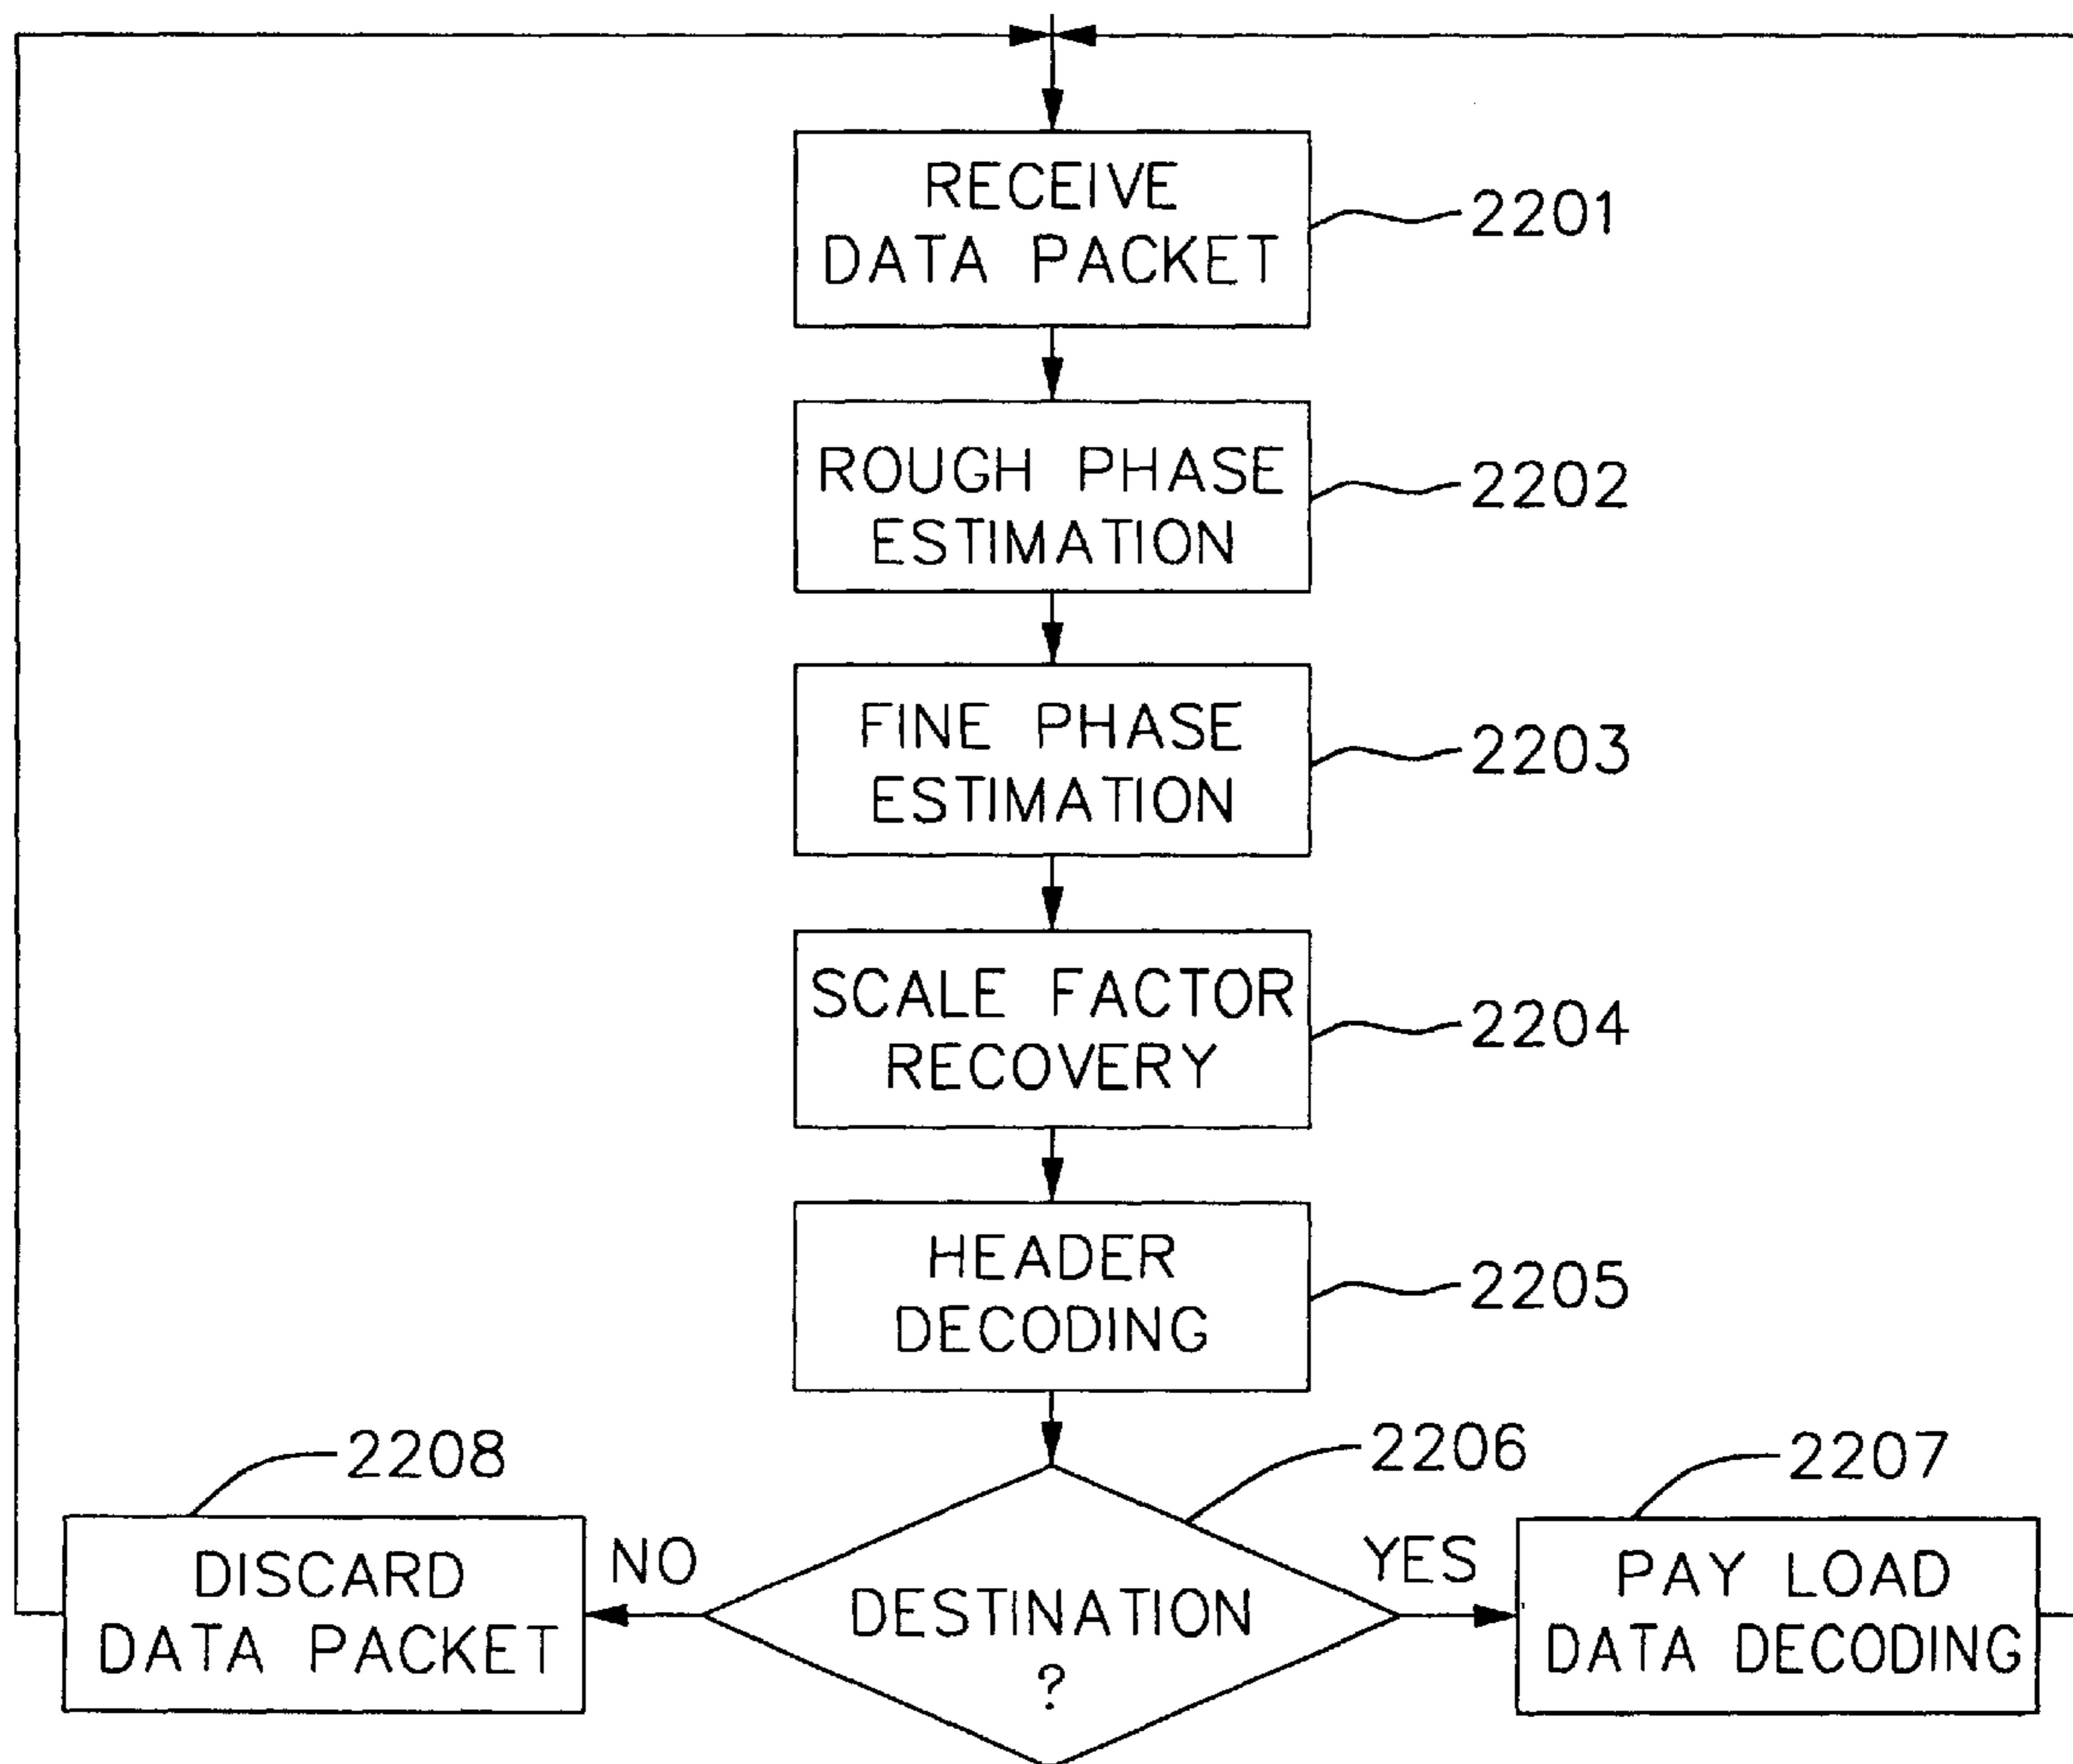 RECEIVE
DATA PACKET
2201
ROUGH PHASE
ESTIMATION
2202
FINE PHASE
ESTIMATION
2203
SCALE FACTOR
RECOVERY
2204
HEADER
DECODING
2205
2208
2206
2207
DISCARD
DATA PACKET
NO
DESTINATION
?
YES
PAY LOAD
DATA DECODING